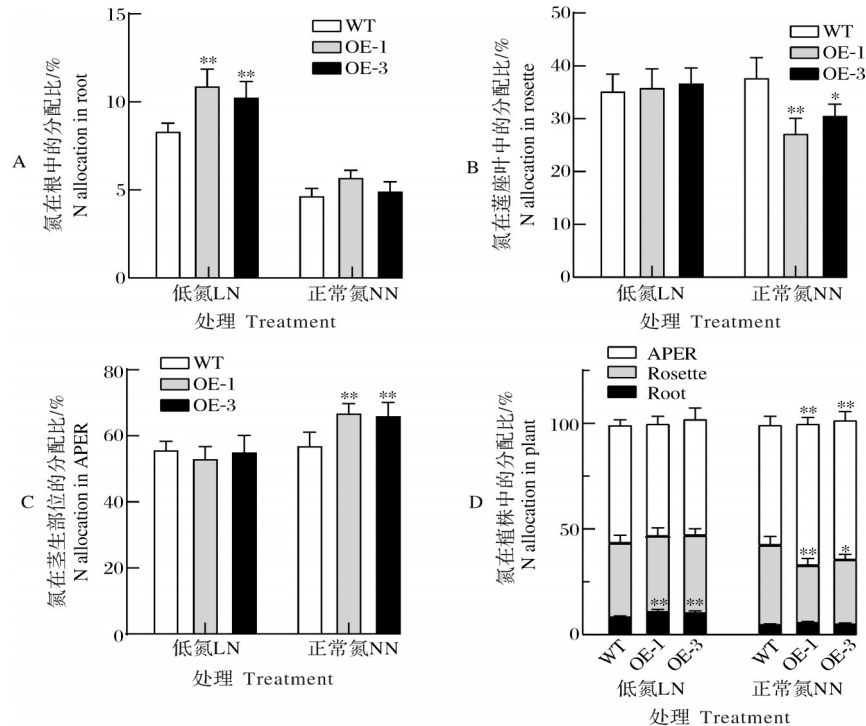 A
氮在根中的分配比/%
N allocation in root
15
10
5
0
WT
OE-1
OE-3
**
**
低氮LN
正常氮NN
处理 Treatment
B
氮在莲座叶中的分配比/%
N allocation in rosette
50
40
30
20
10
0
WT
OE-1
OE-3
**
*
低氮LN
正常氮NN
处理 Treatment
C
氮在茎生部位的分配比/%
N allocation in APER
80
60
40
20
0
WT
OE-1
OE-3
**
**
低氮LN
正常氮NN
处理 Treatment
D
氮在植株中的分配比/%
N allocation in plant
APER
Rosette
Root
100
50
0
**
**
**
*
**
**
WT
OE-1
OE-3
WT
OE-1
OE-3
低氮LN
正常氮NN
处理 Treatment